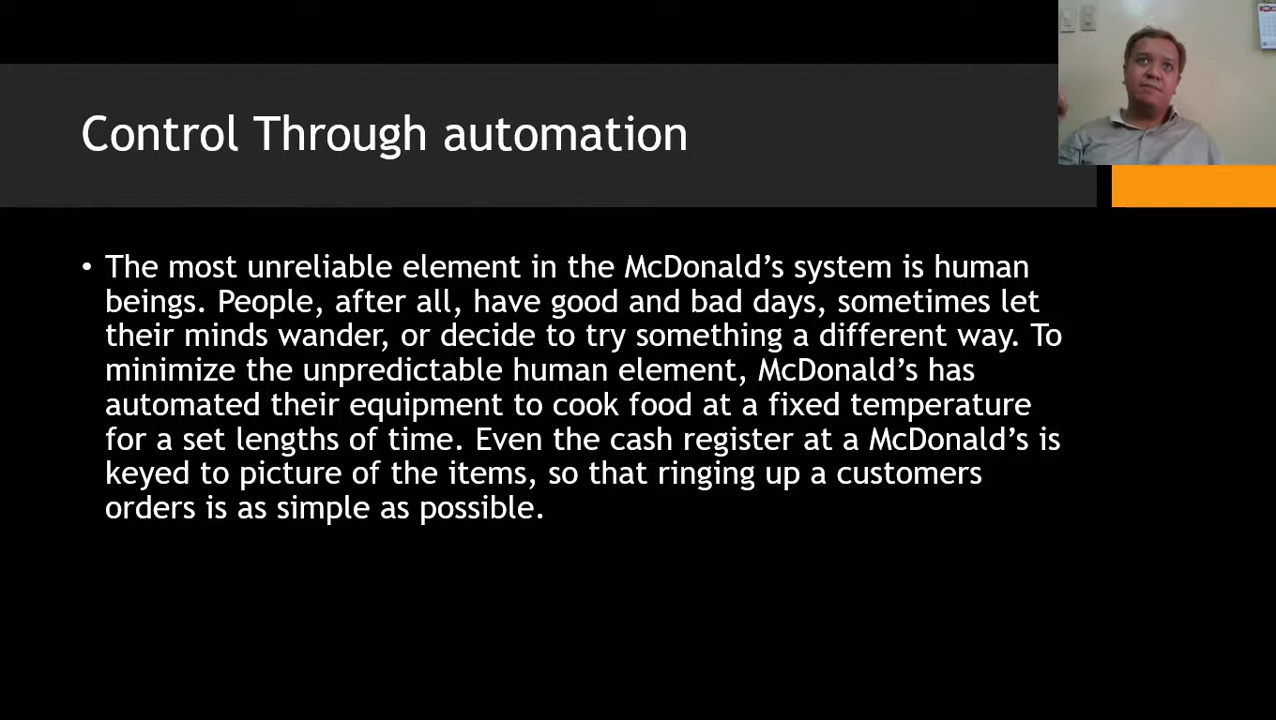 Control Through automation
• The most unreliable element in the McDonald’s system is human
beings. People, after all, have good and bad days, sometimes let
their minds wander, or decide to try something a different way. To
minimize the unpredictable human element, McDonald’s has
automated their equipment to cook food at a fixed temperature
for a set lengths of time. Even the cash register at a McDonald’s is
keyed to picture of the items, so that ringing up a customers
orders is as simple as possible.